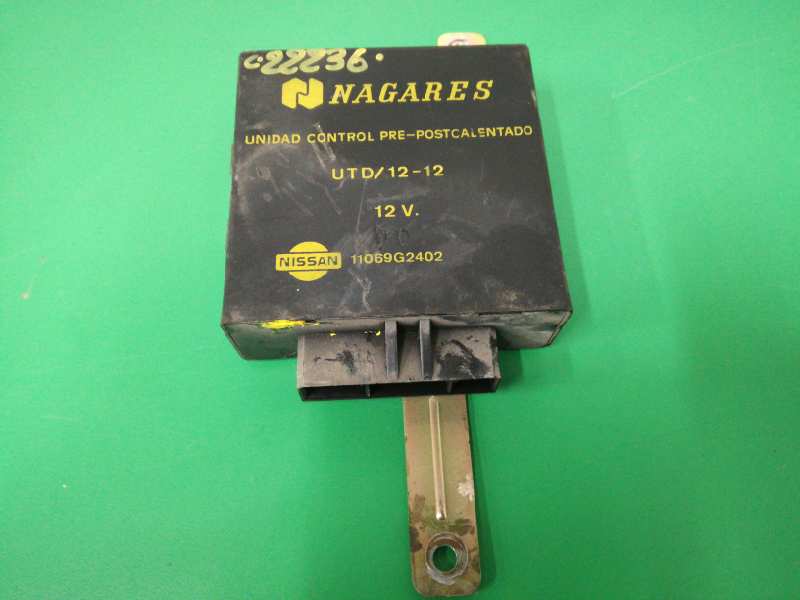 C.22236.
NAGARES
UNIDAD CONTROL PRE-POSTCALENTADO
UTD/12-12
12 V.
NISSAN 11069G2402